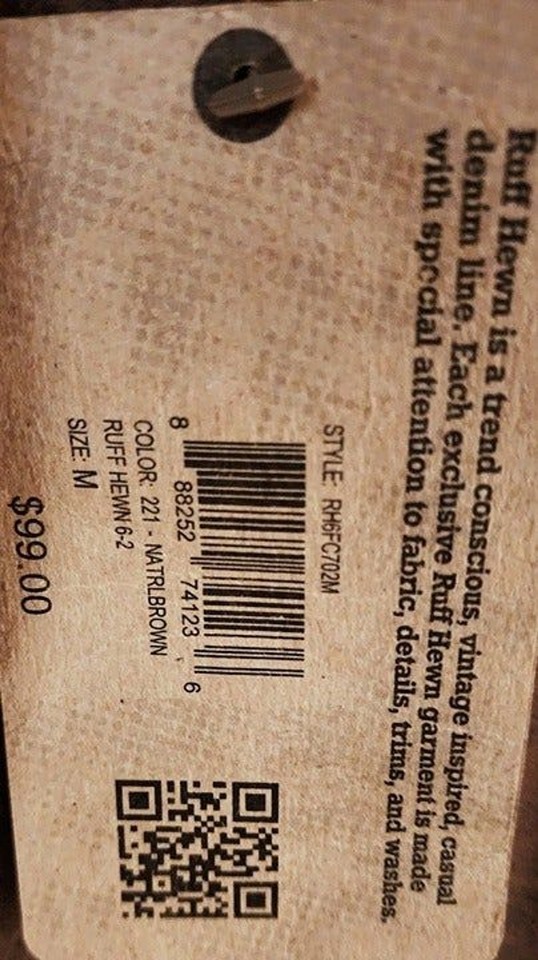 Ruff Hewn is a trend conscious, vintage inspired, casual
denim line. Each exclusive Ruff Hewn garment is made
with special attention to fabric, details, trims, and washes.
STYLE: RH6FC702M
8 88252 74123 6
COLOR: 221 - NATRLBROWN
RUFF HEWN 6-2
SIZE: M
$99.00